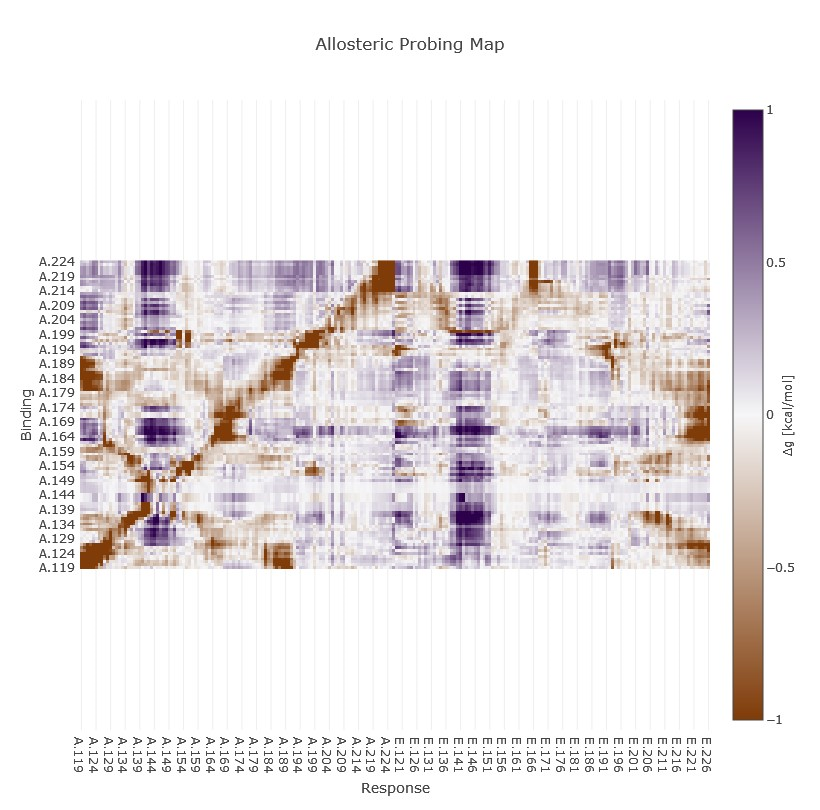 Allosteric Probing Map
A.224
A.219
A.214
A.209
A.204
A.199
A.194
A.189
A.184
A.179
A.174
A.169
A.164
A.159
A.154
A.149
A.144
A.139
A.134
A.129
A.124
A.119
Binding
A.119
A.124
A.129
A.134
A.139
A.144
A.149
A.154
A.159
A.164
A.169
A.174
A.179
A.184
A.189
A.194
A.199
A.204
A.209
A.214
A.219
A.224
E.121
E.126
E.131
E.136
E.141
E.146
E.151
E.156
E.161
E.166
E.171
E.176
E.181
E.186
E.191
E.196
E.201
E.206
E.211
E.216
E.221
E.226
Response
1
0.5
0
−0.5
−1
Δg [kcal/mol]